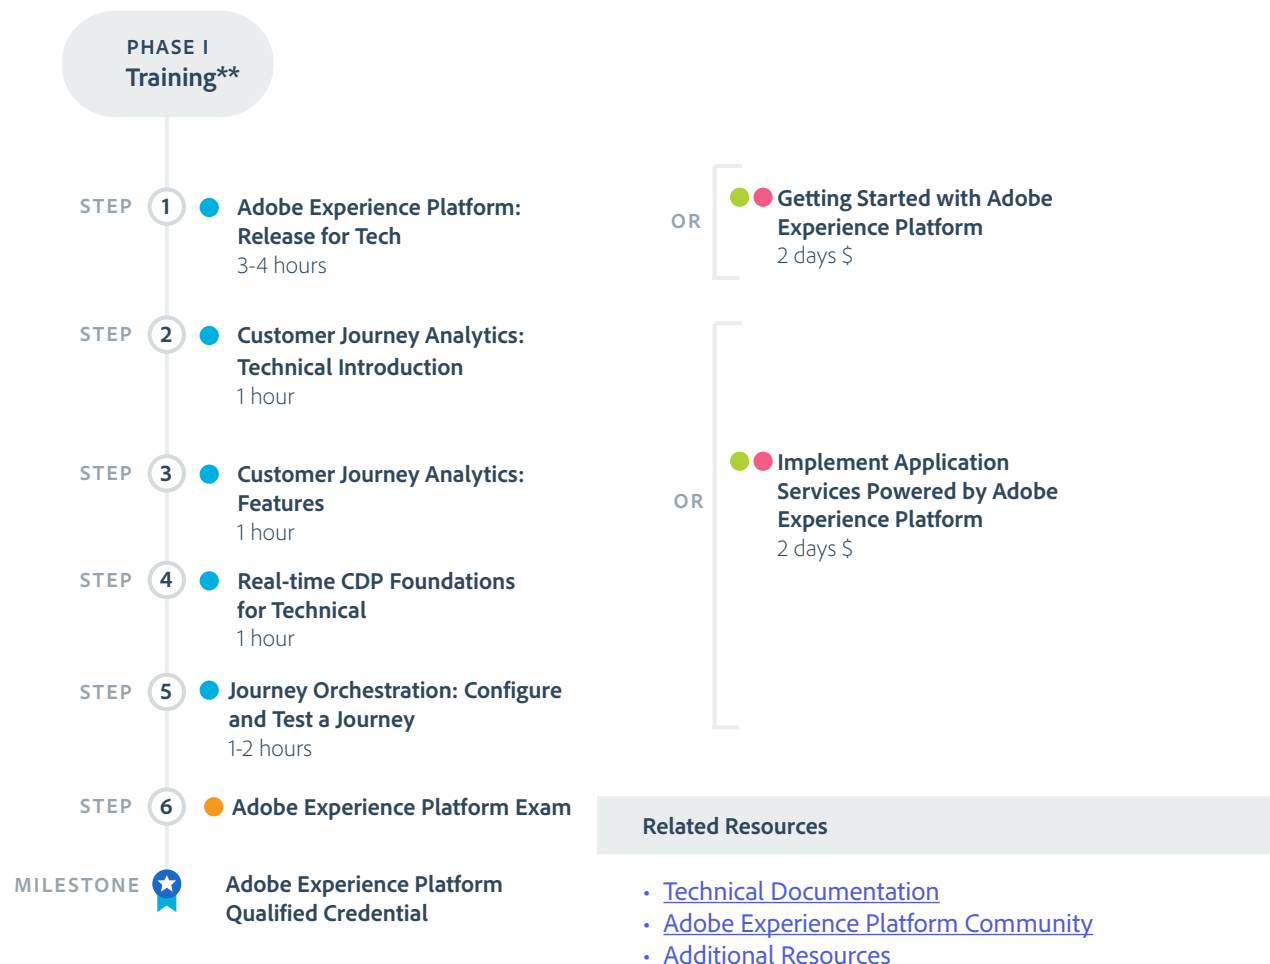 PHASE I
Training**
STEP 1 Adobe Experience Platform:
Release for Tech
3-4 hours
OR
Getting Started with Adobe
Experience Platform
2 days $
STEP 2 Customer Journey Analytics:
Technical Introduction
1 hour
STEP 3 Customer Journey Analytics:
Features
1 hour
STEP 4 Real-time CDP Foundations
for Technical
1 hour
STEP 5 Journey Orchestration: Configure
and Test a Journey
1-2 hours
OR
Implement Application
Services Powered by Adobe
Experience Platform
2 days $
STEP 6 Adobe Experience Platform Exam
MILESTONE Adobe Experience Platform
Qualified Credential
Related Resources
• Technical Documentation
• Adobe Experience Platform Community
• Additional Resources